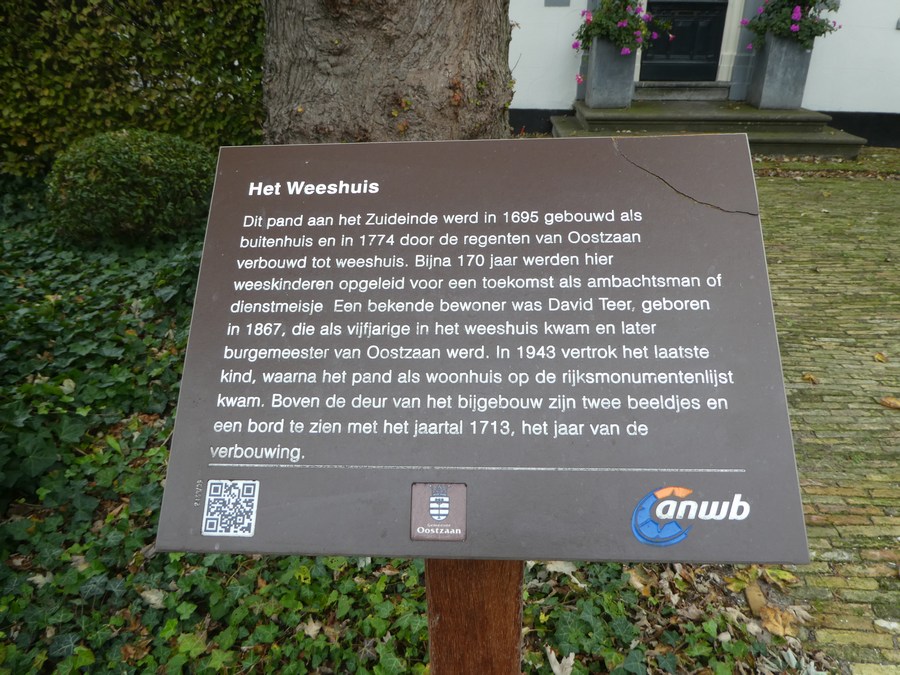 Het Weeshuis
Dit pand aan het Zuideinde werd in 1695 gebouwd als
buitenhuis en in 1774 door de regenten van Oostzaan
verbouwd tot weeshuis. Bijna 170 jaar werden hier
weeskinderen opgeleid voor een toekomst als ambachtsman of
dienstmeisje Een bekende bewoner was David Teer, geboren
in 1867, die als vijfjarige in het weeshuis kwam en later
burgemeester van Oostzaan werd. In 1943 vertrok het laatste
kind, waarna het pand als woonhuis op de rijksmonumentenlijst
kwam. Boven de deur van het bijgebouw zijn twee beeldjes en
een bord te zien met het jaartal 1713, het jaar van de
verbouwing.
Oostzaan
anwb